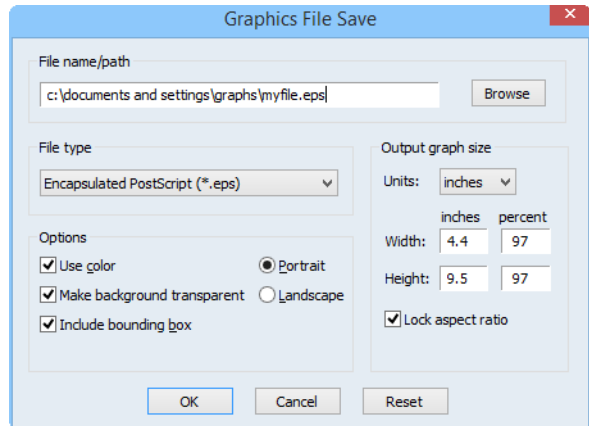 Graphics File Save
File name/path
c:\documents and settings\graphs\myfile.eps
Browse
File type
Encapsulated PostScript (*.eps)
Options
Use color
Portrait
Make background transparent
Landscape
Include bounding box
Output graph size
Units: inches
inches percent
Width: 4.4 97
Height: 9.5 97
Lock aspect ratio
OK Cancel Reset